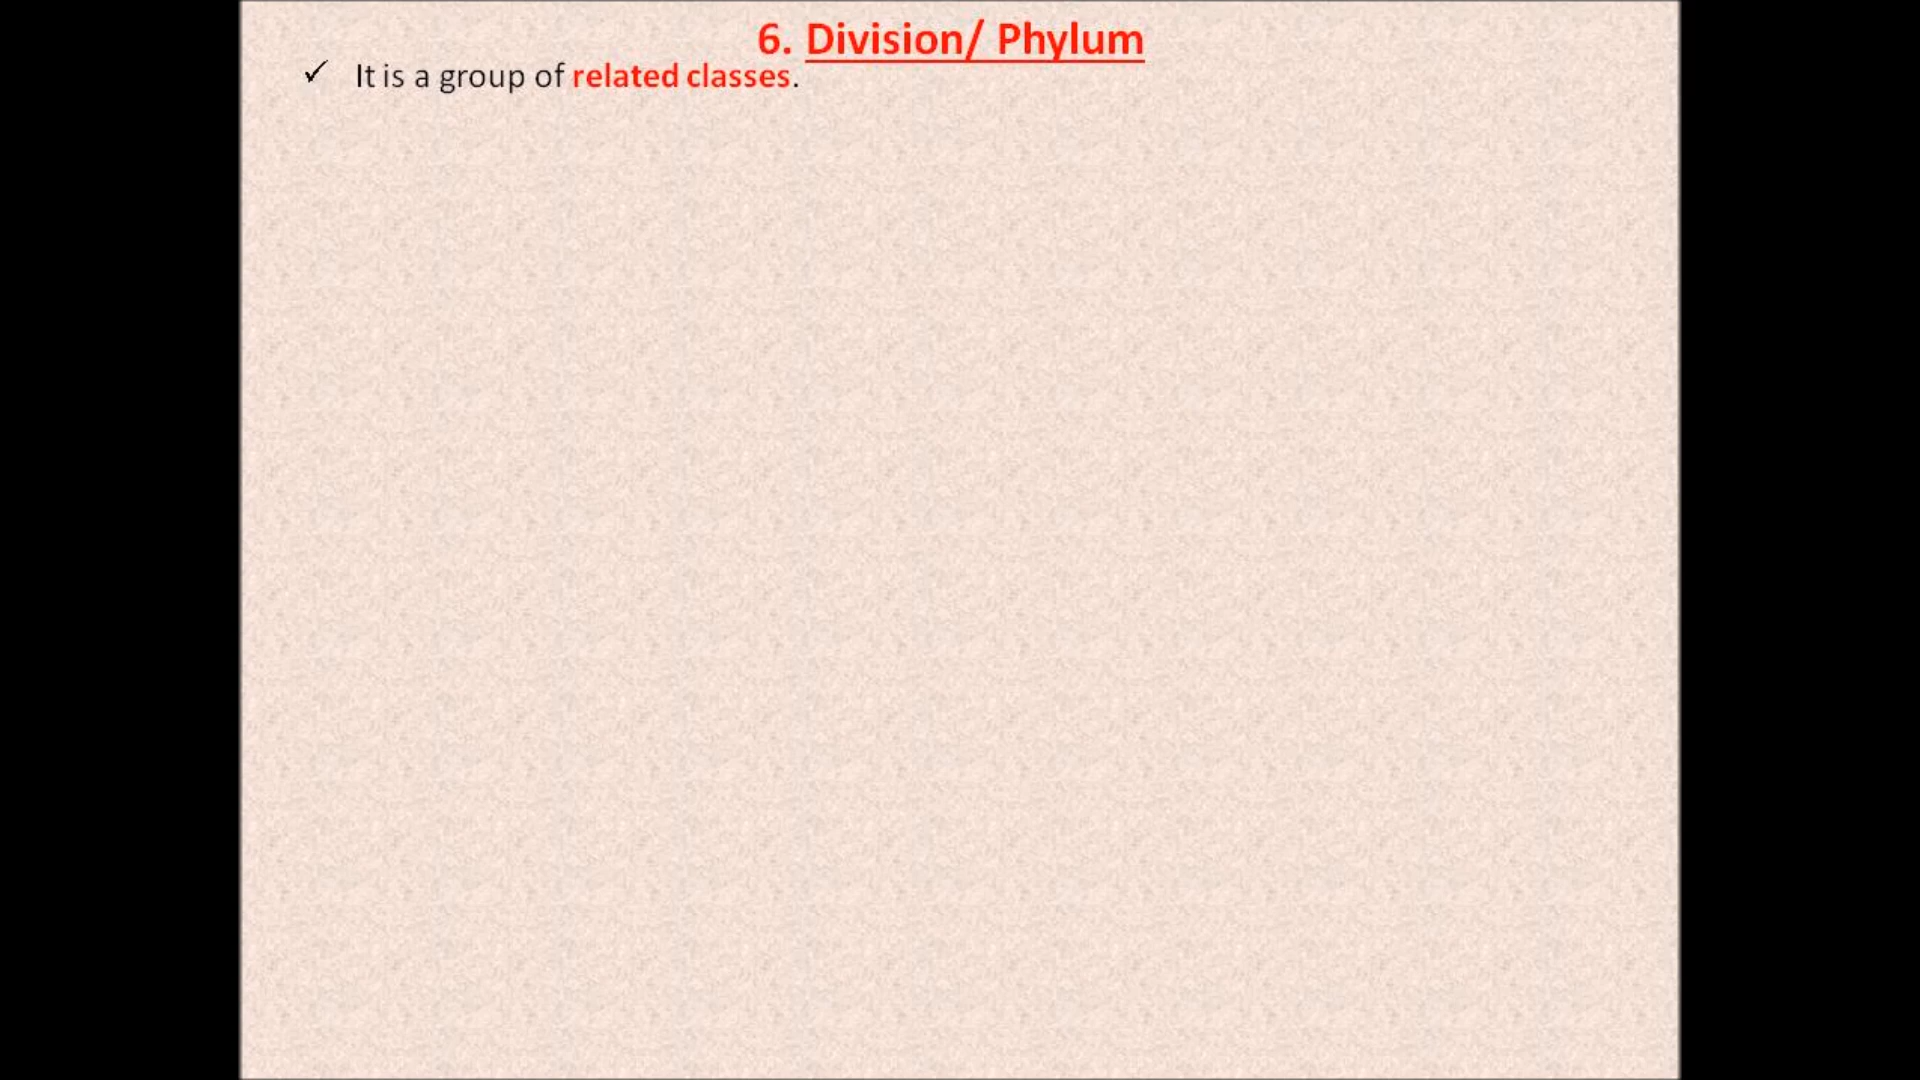 6. Division/ Phylum
✓ It is a group of related classes.